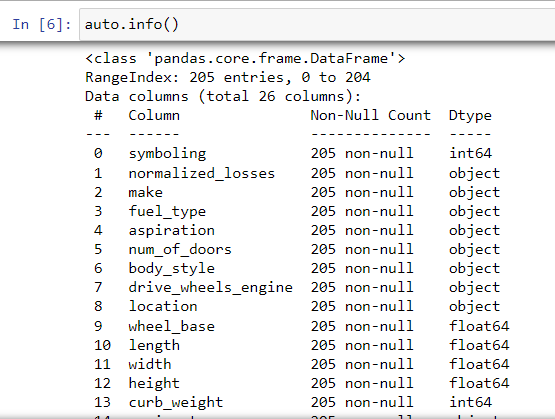 In [6]: auto.info()
<class 'pandas.core.frame.DataFrame'>
RangeIndex: 205 entries, 0 to 204
Data columns (total 26 columns):
 #   Column                Non-Null Count  Dtype
---  ------                --------------  -----
 0   symboling             205 non-null    int64
 1   normalized_losses     205 non-null    object
 2   make                  205 non-null    object
 3   fuel_type             205 non-null    object
 4   aspiration            205 non-null    object
 5   num_of_doors          205 non-null    object
 6   body_style            205 non-null    object
 7   drive_wheels_engine   205 non-null    object
 8   location              205 non-null    object
 9   wheel_base            205 non-null    float64
 10  length                205 non-null    float64
 11  width                 205 non-null    float64
 12  height                205 non-null    float64
 13  curb_weight           205 non-null    int64